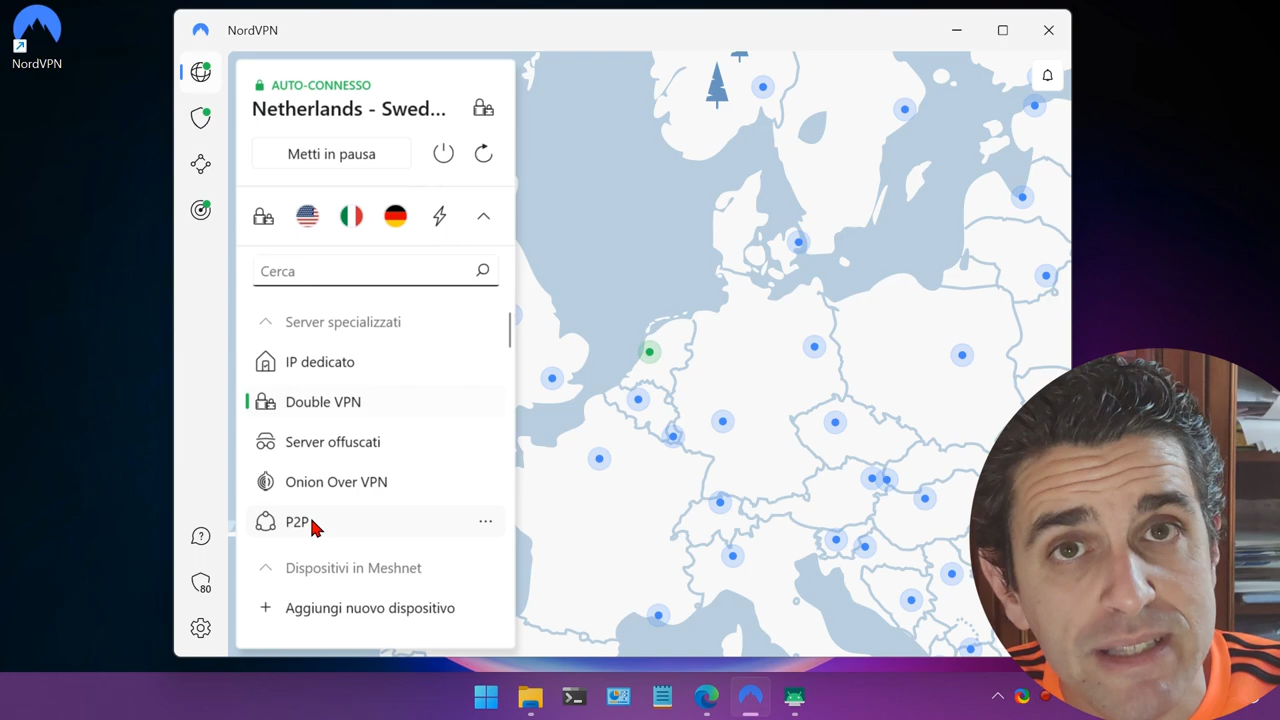 NordVPN
NordVPN
AUTO-CONNESSO
Netherlands - Swed...
Metti in pausa
Cerca
Server specializzati
IP dedicato
Double VPN
Server offuscati
Onion Over VPN
P2P
Dispositivi in Meshnet
Aggiungi nuovo dispositivo
80